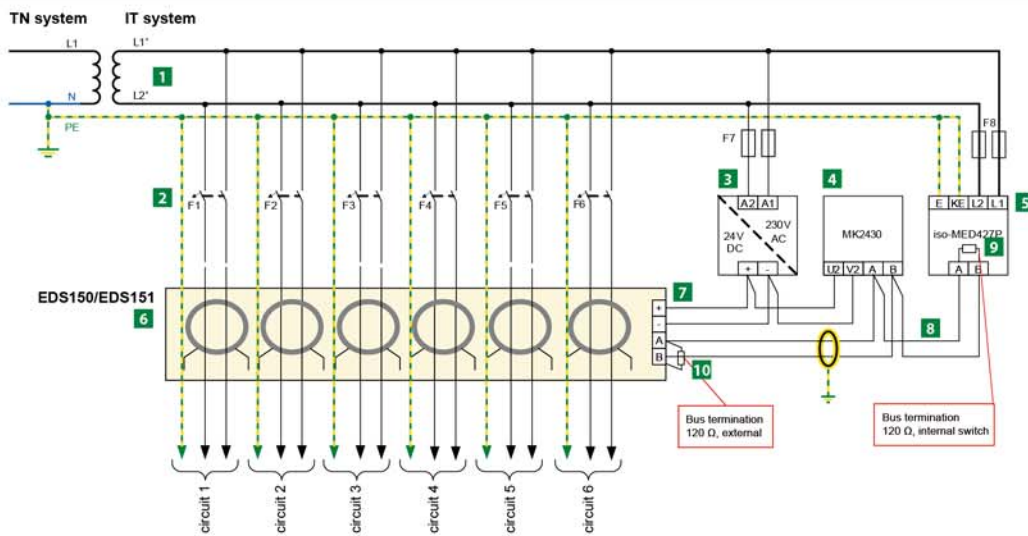 TN system
IT system
L1
L1'
1
L2'
N
PE
F7
F8
2
F1
F2
F3
F4
F5
F6
3
A2 A1
24V
DC
230V
AC
+ -
4
MK2430
U2 V2 A B
5
E KE L2 L1
iso-MED427P
9
A B
EDS150/EDS151
6
7
+
-
A
B
8
10
Bus termination
120 Ω, external
Bus termination
120 Ω, internal switch
circuit 1
circuit 2
circuit 3
circuit 4
circuit 5
circuit 6